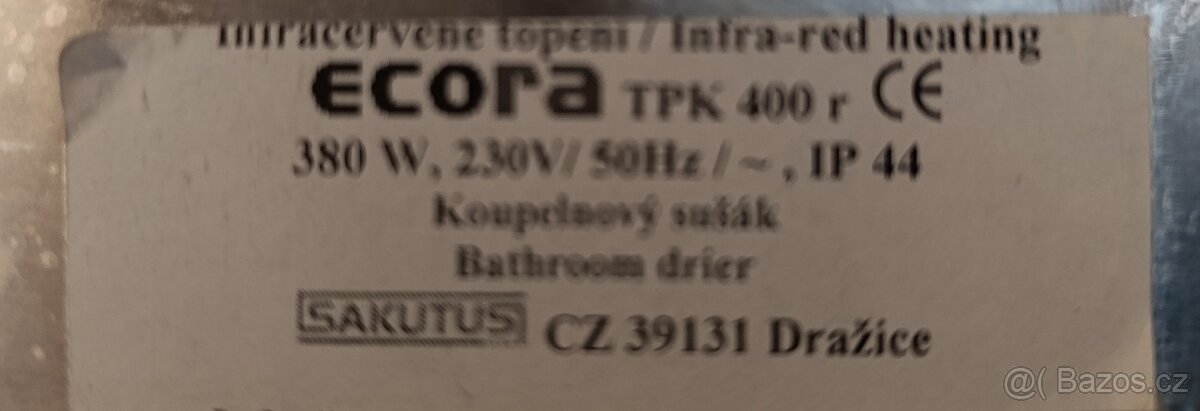 Infračervené topení / Infra-red heating
ecora TPK 400 r CE
380 W, 230V/ 50Hz / ~ , IP 44
Koupelnový sušák
Bathroom drier
SAKUTUS CZ 39131 Dražice
@( Bazos.cz